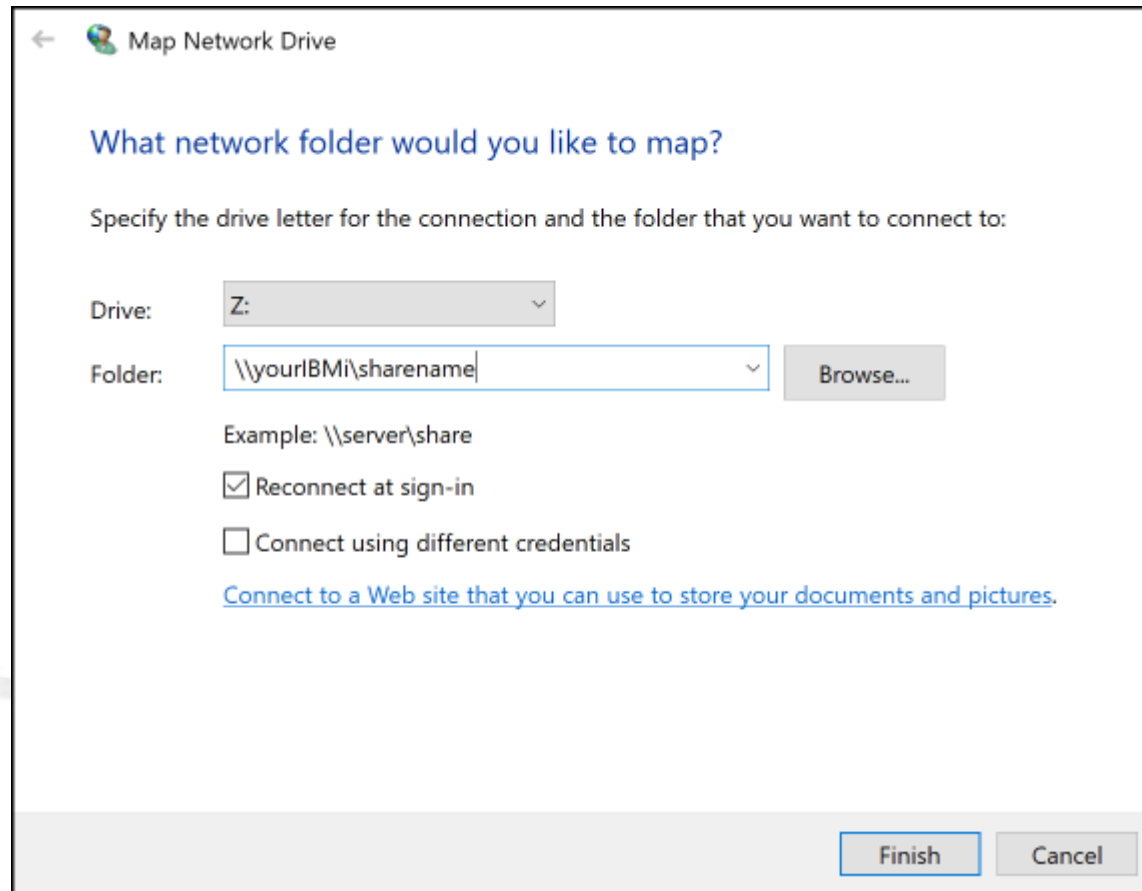 Map Network Drive
What network folder would you like to map?
Specify the drive letter for the connection and the folder that you want to connect to:
Drive: Z:
Folder: \\yourIBMi\sharename Browse...
Example: \\server\share
Reconnect at sign-in
Connect using different credentials
Connect to a Web site that you can use to store your documents and pictures.
Finish Cancel